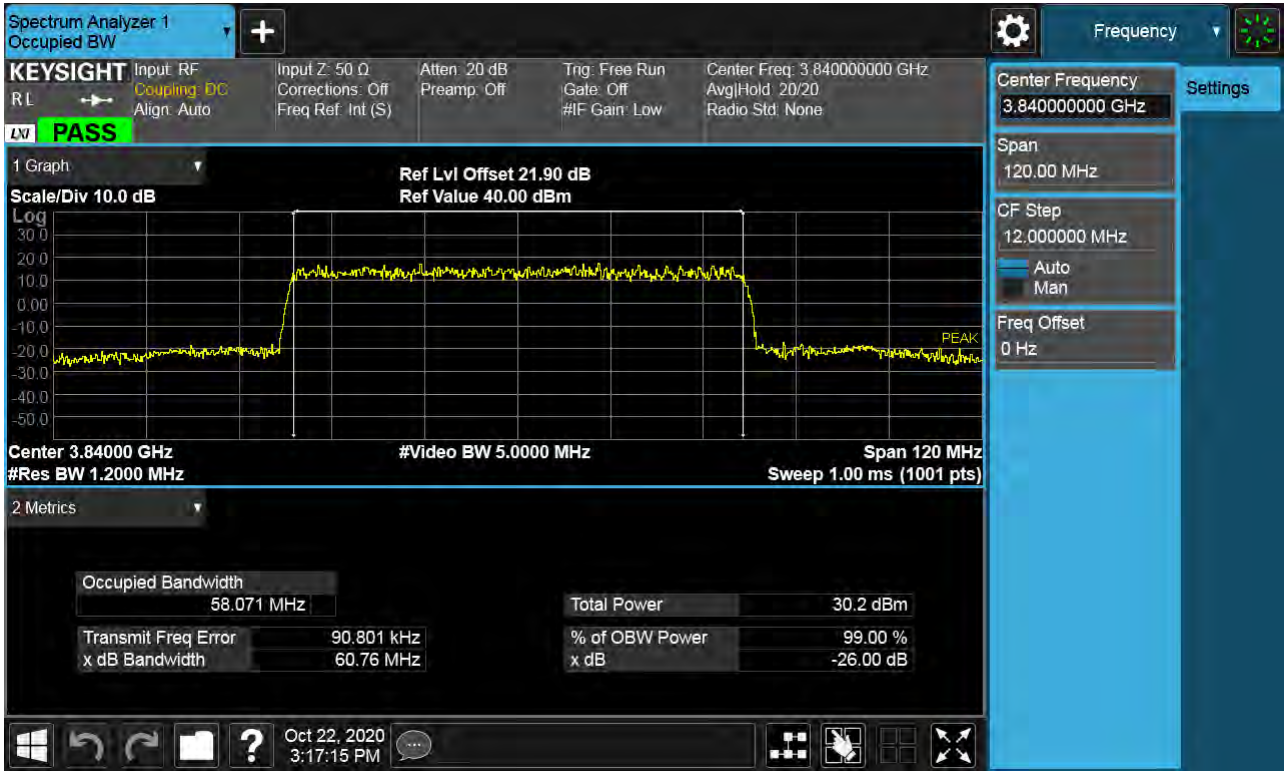 Spectrum Analyzer 1
Occupied BW
Frequency
KEYSIGHT
RL
LXI
PASS
Input: RF
Coupling: DC
Align: Auto
Input Z: 50 Ω
Corrections: Off
Freq Ref: Int (S)
Atten: 20 dB
Preamp: Off
Trig: Free Run
Gate: Off
#IF Gain: Low
Center Freq: 3.840000000 GHz
Avg|Hold: 20/20
Radio Std: None
Center Frequency
3.840000000 GHz
Settings
Span
120.00 MHz
CF Step
12.000000 MHz
Auto
Man
Freq Offset
0 Hz
1 Graph
Scale/Div 10.0 dB
Ref Lvl Offset 21.90 dB
Ref Value 40.00 dBm
Log
30.0
20.0
10.0
0.00
-10.0
-20.0
-30.0
-40.0
-50.0
PEAK
Center 3.84000 GHz
#Video BW 5.0000 MHz
Span 120 MHz
#Res BW 1.2000 MHz
Sweep 1.00 ms (1001 pts)
2 Metrics
Occupied Bandwidth
58.071 MHz
Total Power 30.2 dBm
Transmit Freq Error 90.801 kHz
% of OBW Power 99.00 %
x dB Bandwidth 60.76 MHz
x dB -26.00 dB
?
Oct 22, 2020
3:17:15 PM